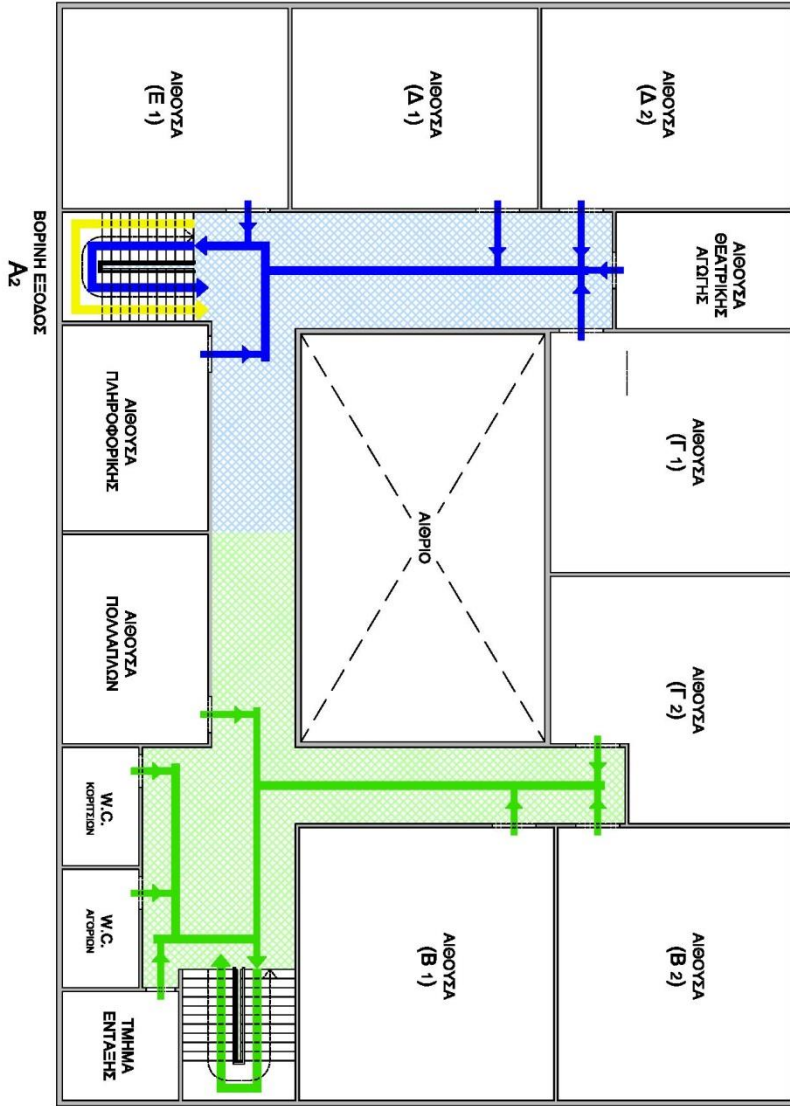 ΑΙΘΟΥΣΑ
(Δ 2)
ΑΙΘΟΥΣΑ
ΘΕΑΤΡΙΚΗΣ
ΑΓΩΓΗΣ
ΑΙΘΟΥΣΑ
(Γ 1)
ΑΙΘΟΥΣΑ
(Γ 2)
ΑΙΘΟΥΣΑ
(Β 2)
ΑΙΘΟΥΣΑ
(Δ 1)
ΑΙΘΡΙΟ
ΑΙΘΟΥΣΑ
(Β 1)
ΑΙΘΟΥΣΑ
(Ε 1)
ΑΙΘΟΥΣΑ
ΠΛΗΡΟΦΟΡΙΚΗΣ
ΑΙΘΟΥΣΑ
ΠΟΛΛΑΠΛΩΝ
W.C.
ΚΟΡΙΤΣΙΩΝ
W.C.
ΑΓΟΡΙΩΝ
ΤΜΗΜΑ
ΕΝΤΑΞΗΣ
ΒΟΡΙΝΗ ΕΞΟΔΟΣ
Α2